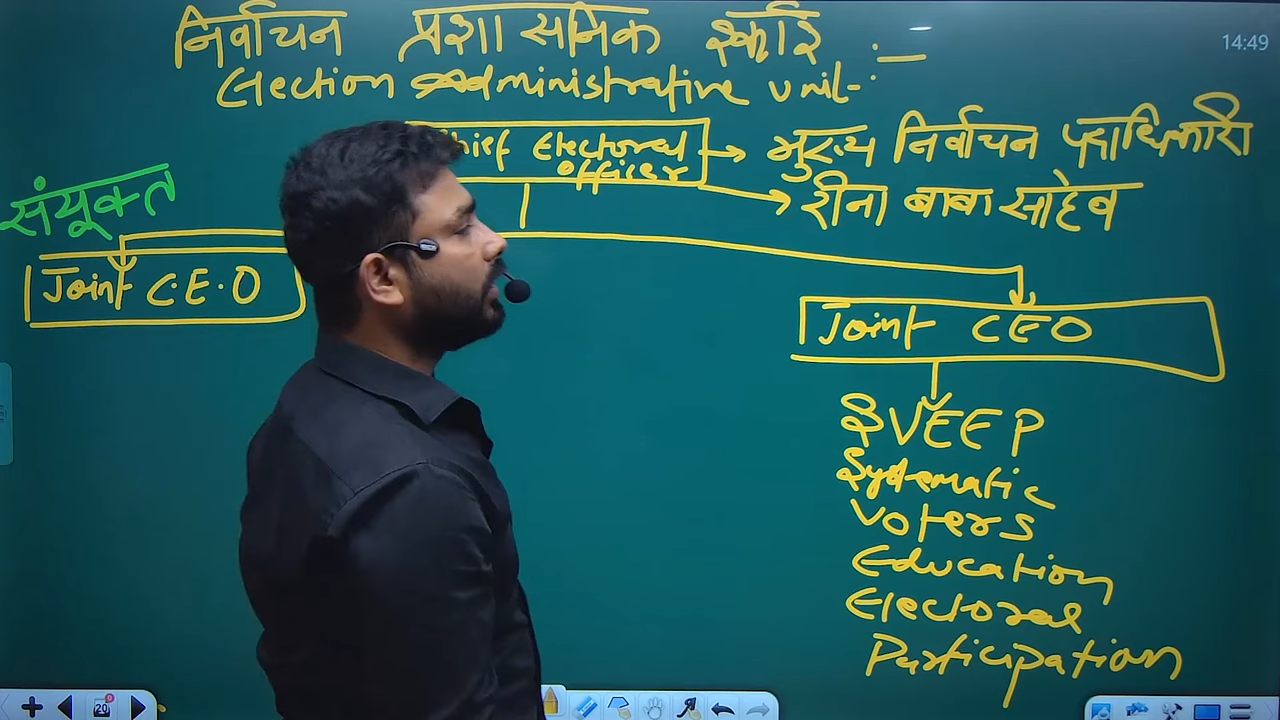 निर्वाचन प्रशासनिक इकाई :-
Election Administrative unit:
14:49
Chief Electoral Officer → मुख्य निर्वाचन पदाधिकारी
→ रीना बाबा साहेब
संयूक्त
Joint C.E.O
Joint CEO
SVEEP
Systematic
Voters
Education
Electoral
Participation
20